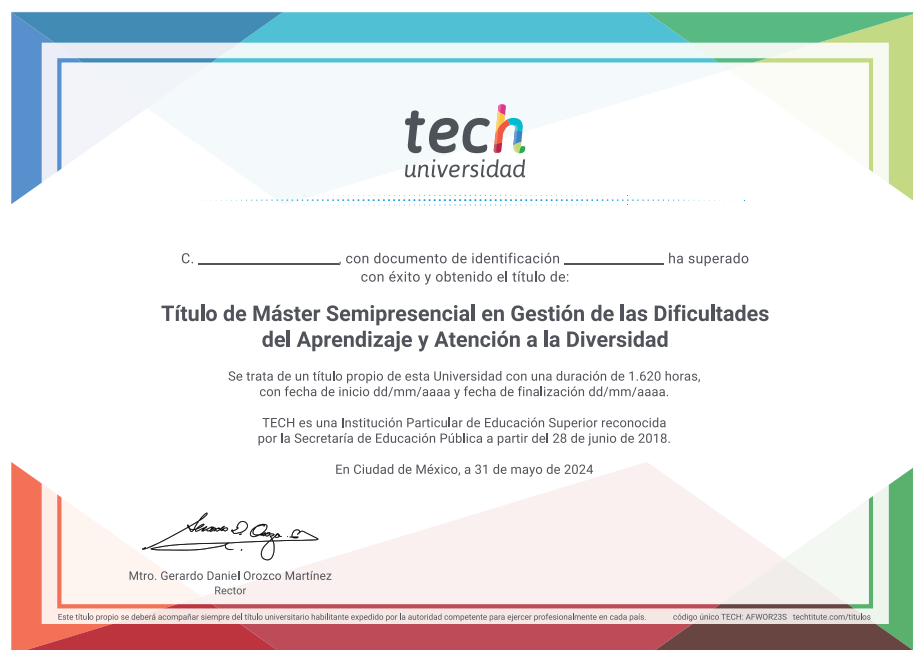 tech
universidad
C. ____________, con documento de identificación ____________ ha superado
con éxito y obtenido el título de:
Título de Máster Semipresencial en Gestión de las Dificultades
del Aprendizaje y Atención a la Diversidad
Se trata de un título propio de esta Universidad con una duración de 1.620 horas,
con fecha de inicio dd/mm/aaaa y fecha de finalización dd/mm/aaaa.
TECH es una Institución Particular de Educación Superior reconocida
por la Secretaría de Educación Pública a partir del 28 de junio de 2018.
En Ciudad de México, a 31 de mayo de 2024
Mtro. Gerardo Daniel Orozco Martínez
Rector
Este título propio se deberá acompañar siempre del título universitario habilitante expedido por la autoridad competente para ejercer profesionalmente en cada país. código único TECH: AFWOR23S techtitute.com/titulos